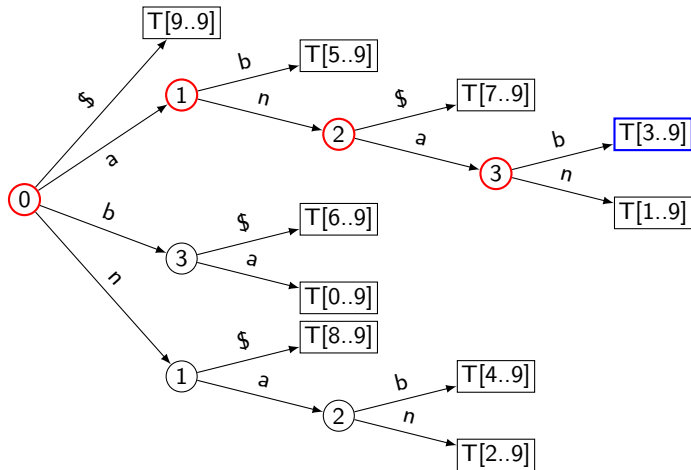 T[9..9]
b
T[5..9]
$
1
n
$
T[7..9]
a
2
a
b
T[3..9]
0
3
n
T[1..9]
b
$
T[6..9]
3
a
n
T[0..9]
$
T[8..9]
1
a
b
T[4..9]
2
n
T[2..9]